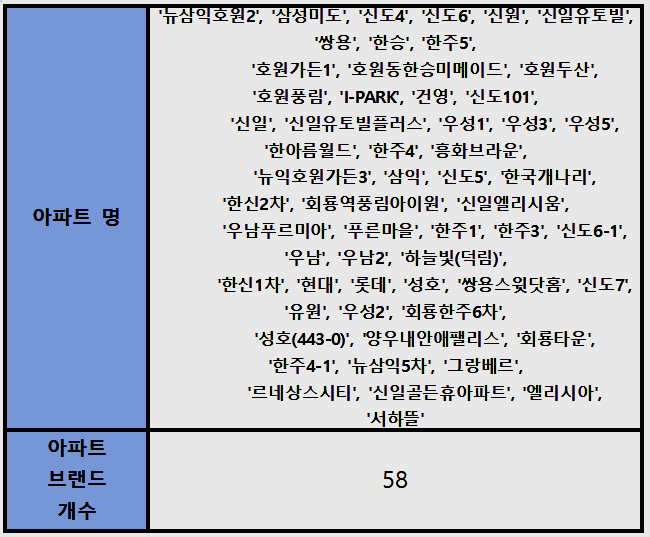 '뉴삼익호원2', '삼성미도', '신도4', '신도6', '신원', '신일유토빌',
'쌍용', '한승', '한주5',
'호원가든1', '호원동한승미메이드', '호원두산',
'호원풍림', 'I-PARK', '건영', '신도101',
'신일', '신일유토빌플러스', '우성1', '우성3', '우성5',
'한아름월드', '한주4', '흥화브라운',
'뉴익호원가든3', '삼익', '신도5', '한국개나리',
아파트 명
'한신2차', '회룡역풍림아이원', '신일엘리시움',
'우남푸르미아', '푸른마을', '한주1', '한주3', '신도6-1',
'우남', '우남2', '하늘빛(덕림)',
'한신1차', '현대', '롯데', '성호', '쌍용스윗닷홈', '신도7',
'유원', '우성2', '회룡한주6차',
'성호(443-0)', '양우내안애팰리스', '회룡타운',
'한주4-1', '뉴삼익5차', '그랑베르',
'르네상스시티', '신일골든휴아파트', '엘리시아',
'서하뜰'
아파트
브랜드
개수
58